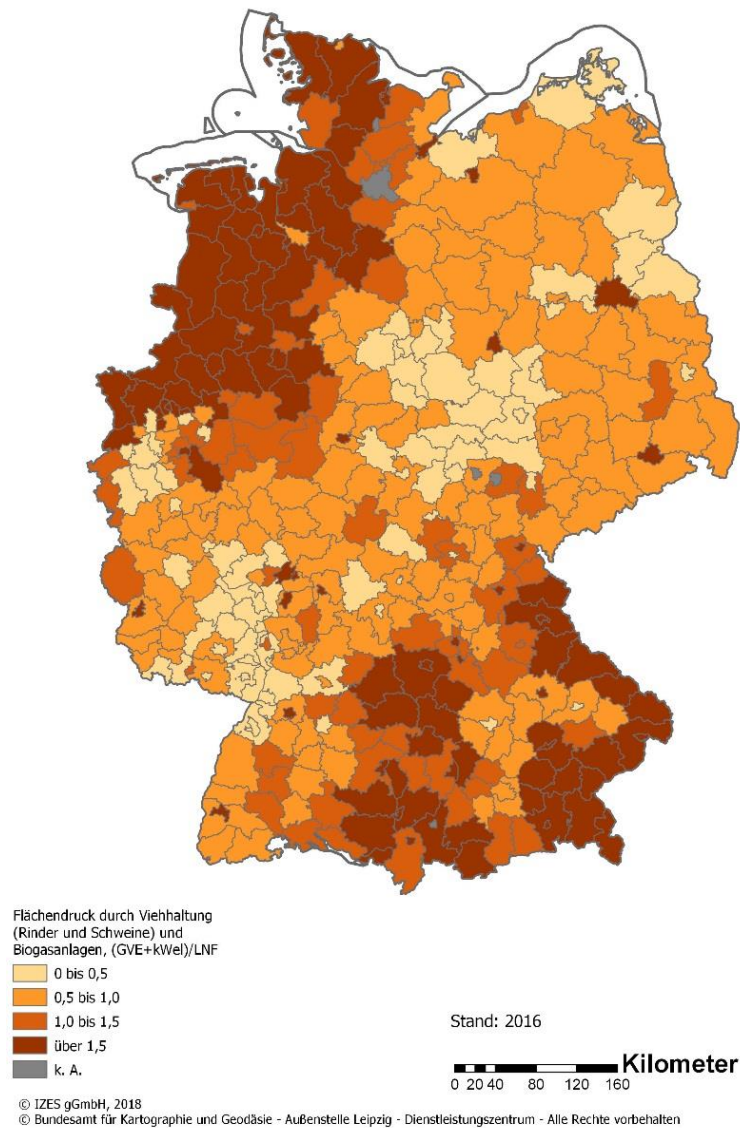 Flächendruck durch Viehhaltung
(Rinder und Schweine) und
Biogasanlagen, (GVE+kWel)/LNF
0 bis 0,5
0,5 bis 1,0
1,0 bis 1,5
über 1,5
k. A.
Stand: 2016
Kilometer
0 20 40 80 120 160
© IZES gGmbH, 2018
© Bundesamt für Kartographie und Geodäsie - Außenstelle Leipzig - Dienstleistungszentrum - Alle Rechte vorbehalten